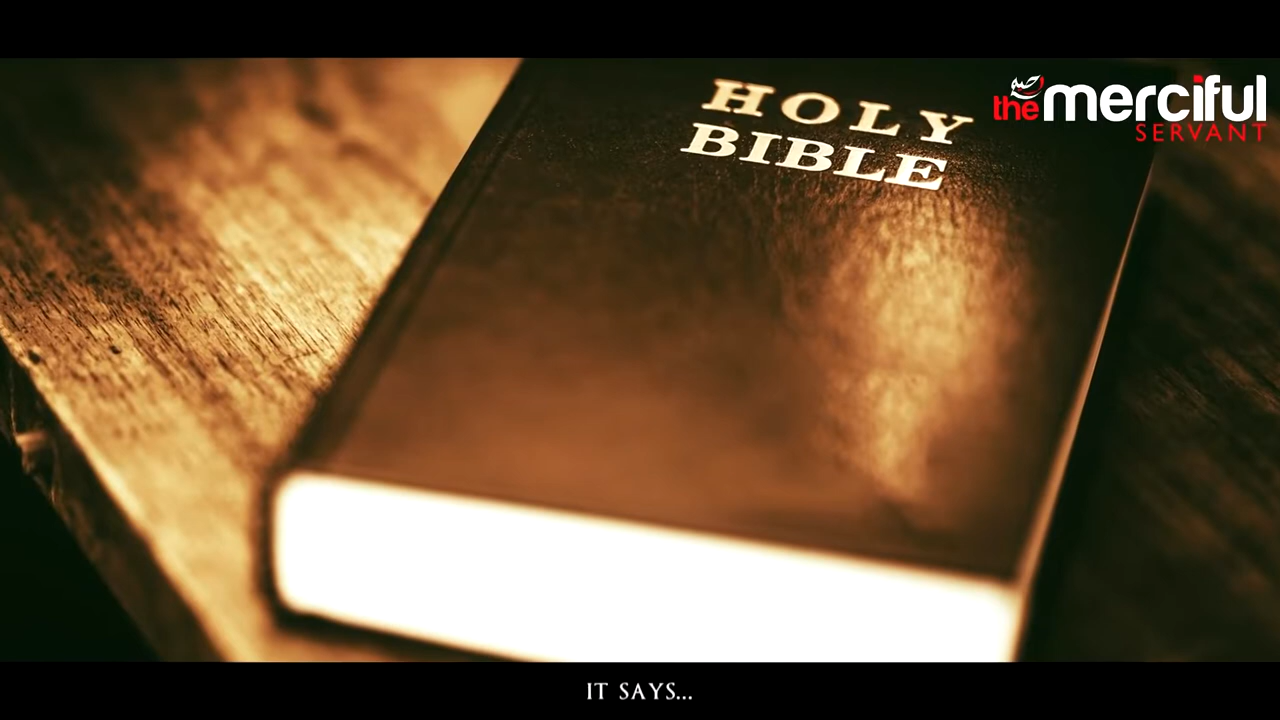 HOLY
BIBLE
the merciful
SERVANT
IT SAYS...